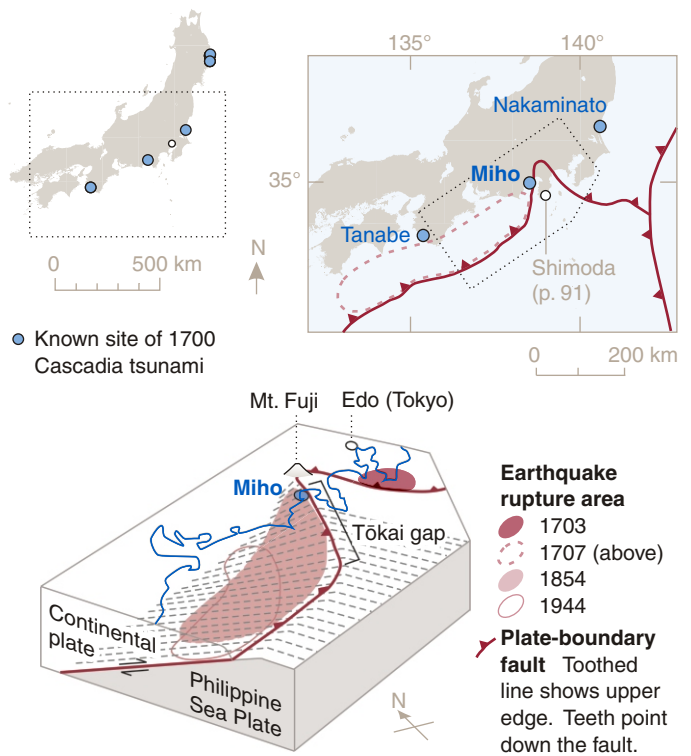 0
500 km
N
Known site of 1700
Cascadia tsunami
135°
140°
35°
Nakaminato
Miho
Tanabe
Shimoda
(p. 91)
0
200 km
Mt. Fuji
Edo (Tokyo)
Miho
Tōkai gap
Continental
plate
Philippine
Sea Plate
N
Earthquake
rupture area
1703
1707 (above)
1854
1944
Plate-boundary
fault Toothed
line shows upper
edge. Teeth point
down the fault.